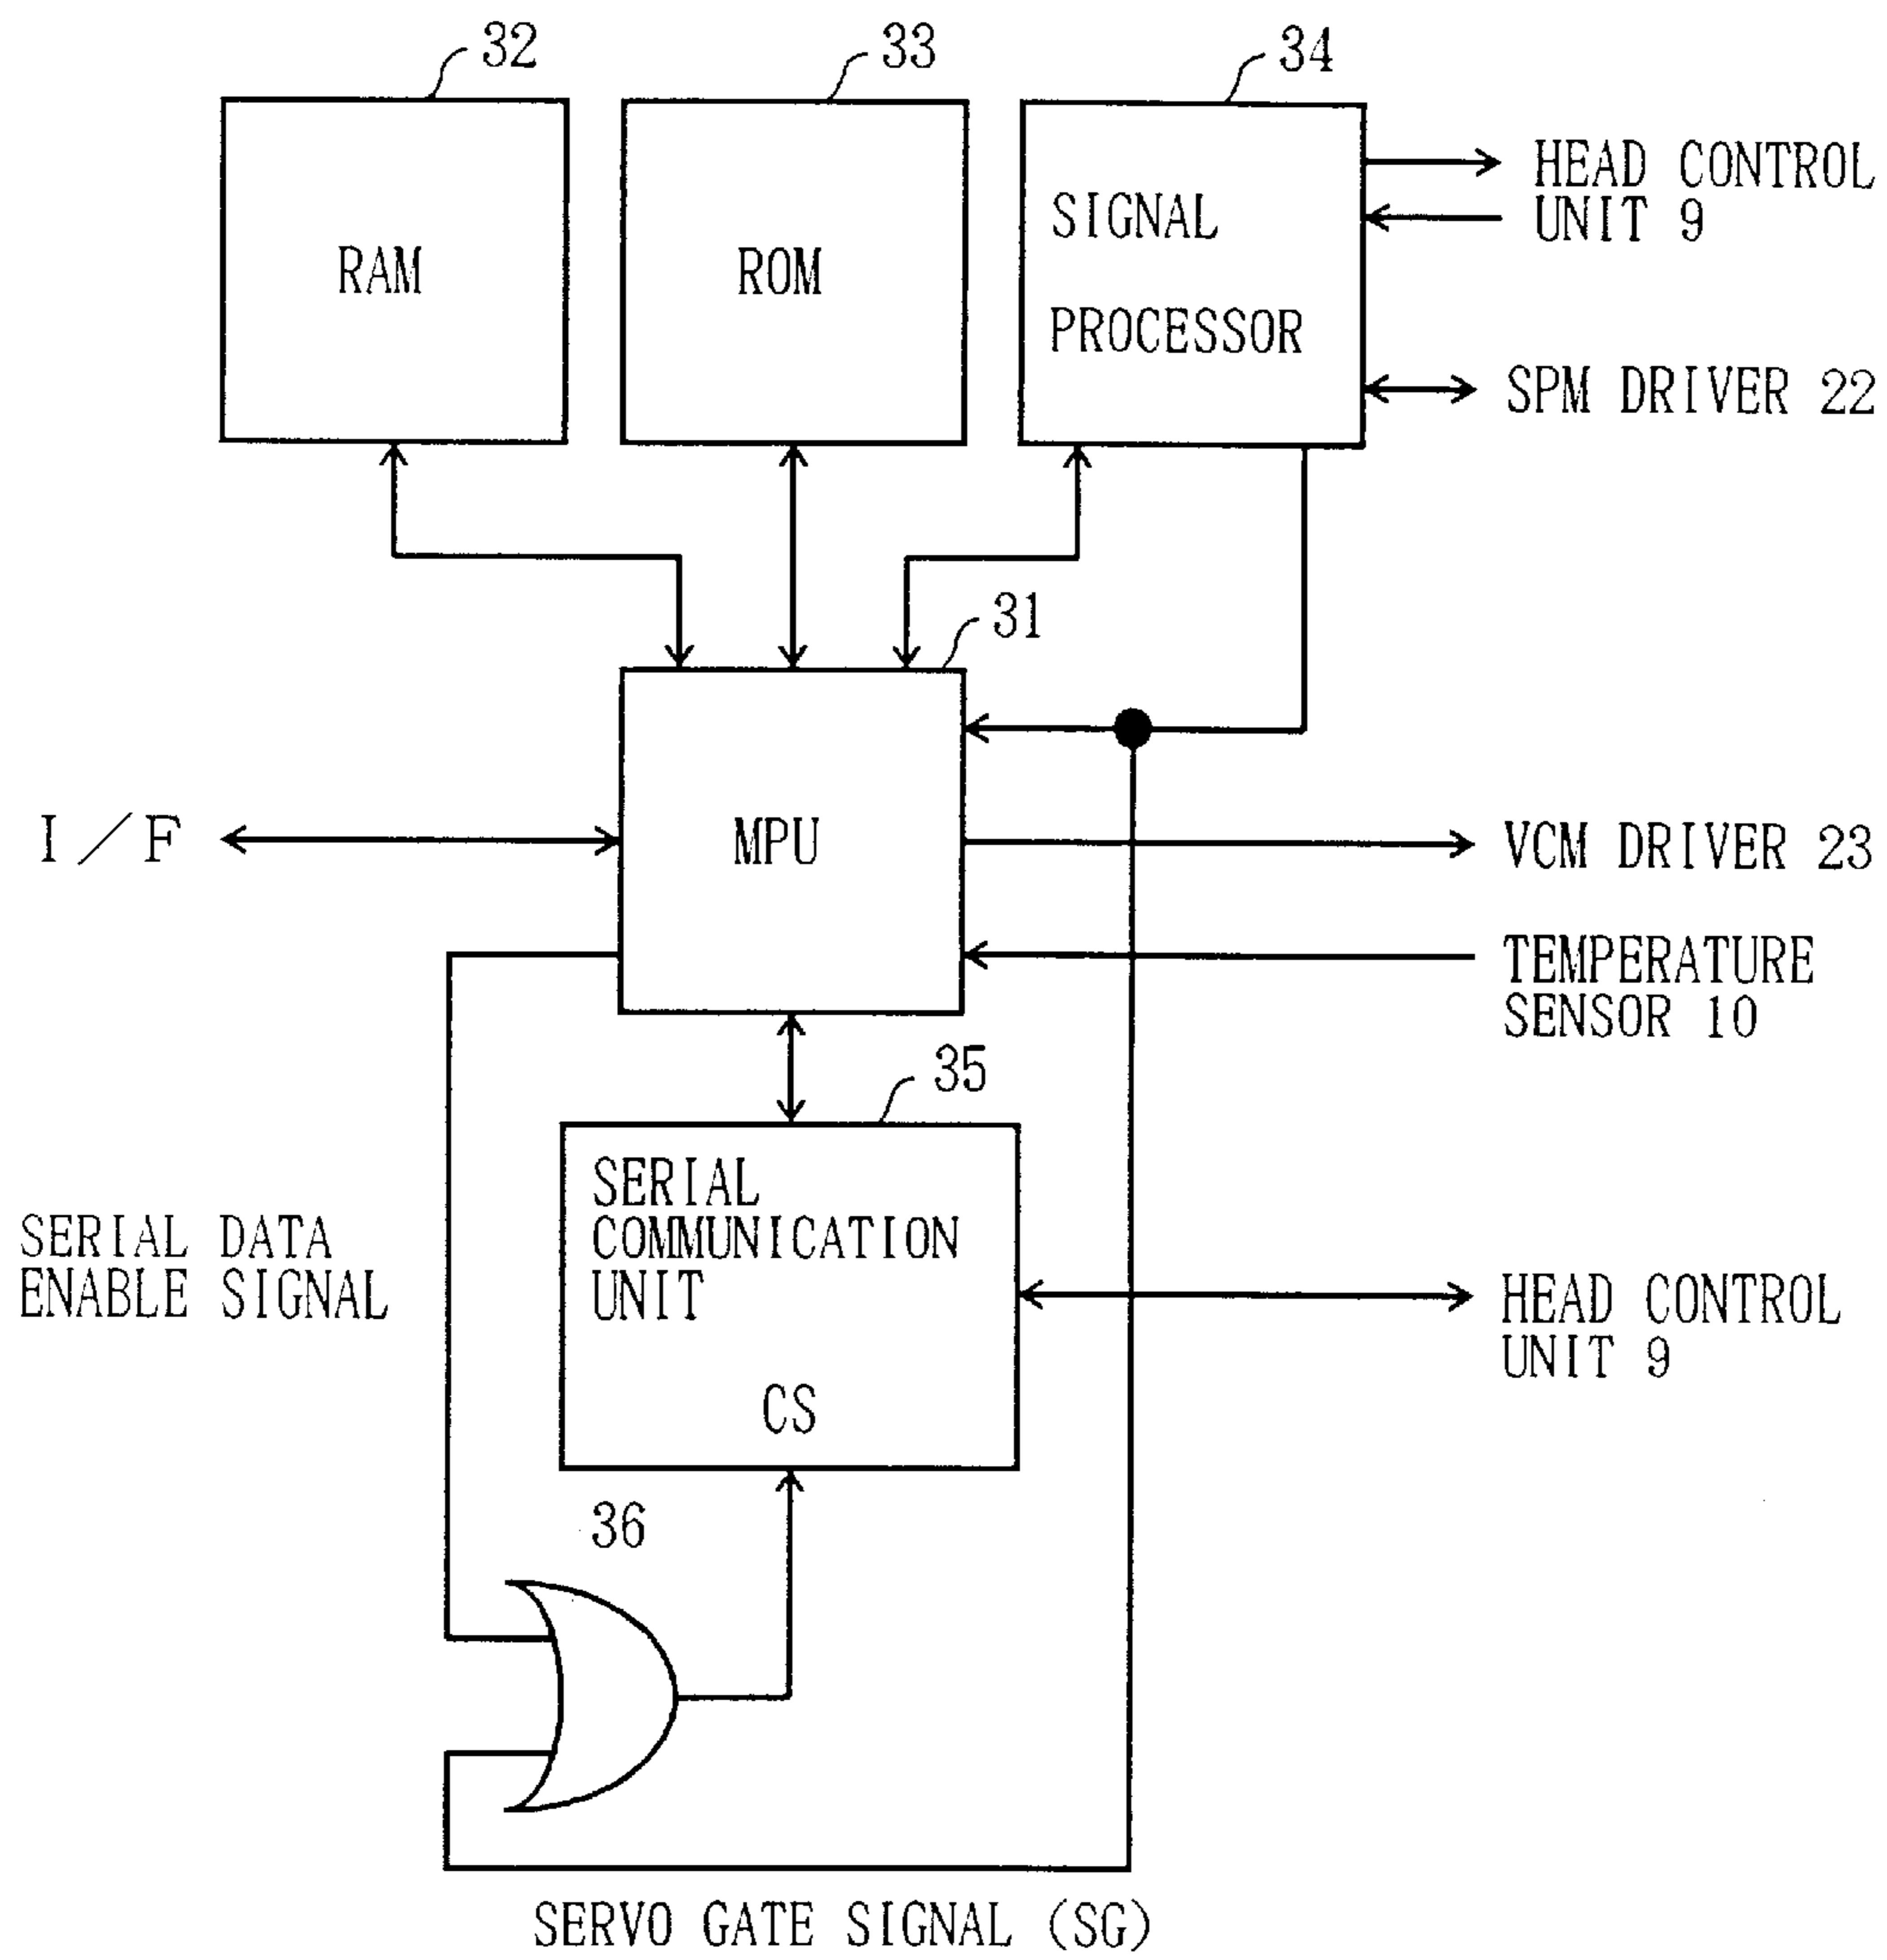 32
33
34
RAM
ROM
SIGNAL
PROCESSOR
HEAD CONTROL
UNIT 9
SPM DRIVER 22
31
I/F
MPU
VCM DRIVER 23
TEMPERATURE
SENSOR 10
35
SERIAL DATA
ENABLE SIGNAL
SERIAL
COMMUNICATION
UNIT
CS
HEAD CONTROL
UNIT 9
36
SERVO GATE SIGNAL (SG)